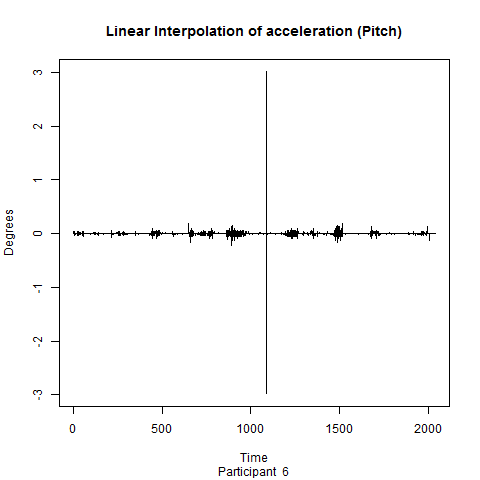 Linear Interpolation of acceleration (Pitch)
3
2
1
0
-1
-2
-3
Degrees
0 500 1000 1500 2000
Time
Participant 6